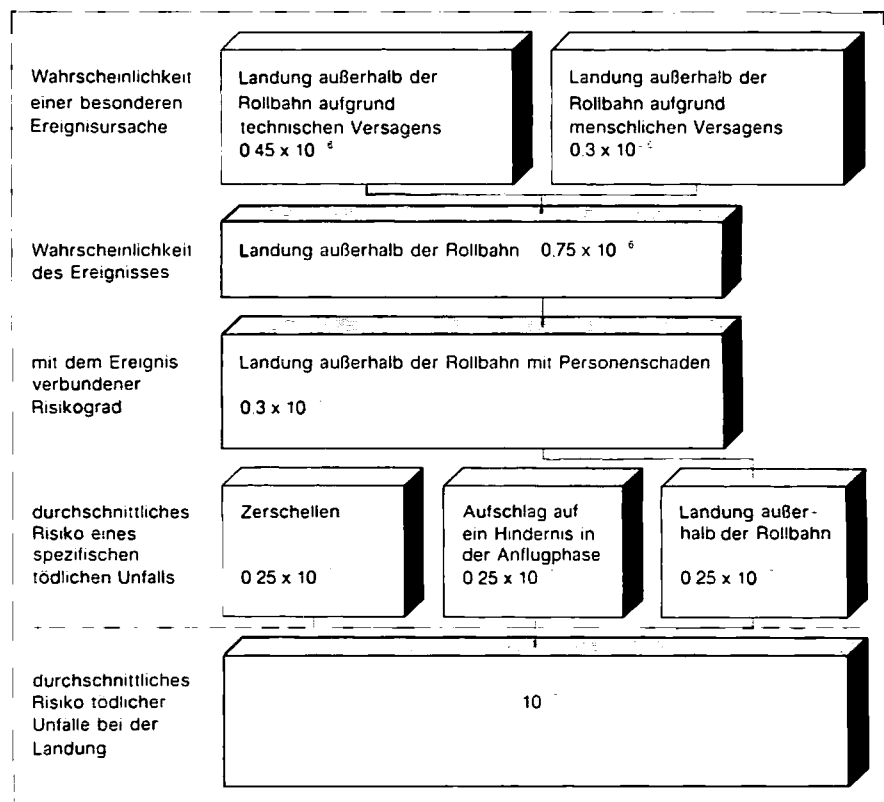 Wahrscheinlichkeit
einer besonderen
Ereignisursache
Landung außerhalb der
Rollbahn aufgrund
technischen Versagens
0.45 x 10 ⁶
Landung außerhalb der
Rollbahn aufgrund
menschlichen Versagens
0.3 x 10⁻
Wahrscheinlichkeit
des Ereignisses
Landung außerhalb der Rollbahn 0.75 x 10 ⁶
mit dem Ereignis
verbundener
Risikograd
Landung außerhalb der Rollbahn mit Personenschaden
0.3 x 10
durchschnittliches
Risiko eines
spezifischen
tödlichen Unfalls
Zerschellen
0 25 x 10
Aufschlag auf
ein Hindernis in
der Anflugphase
0 25 x 10
Landung außer-
halb der Rollbahn
0 25 x 10
durchschnittliches
Risiko tödlicher
Unfalle bei der
Landung
10